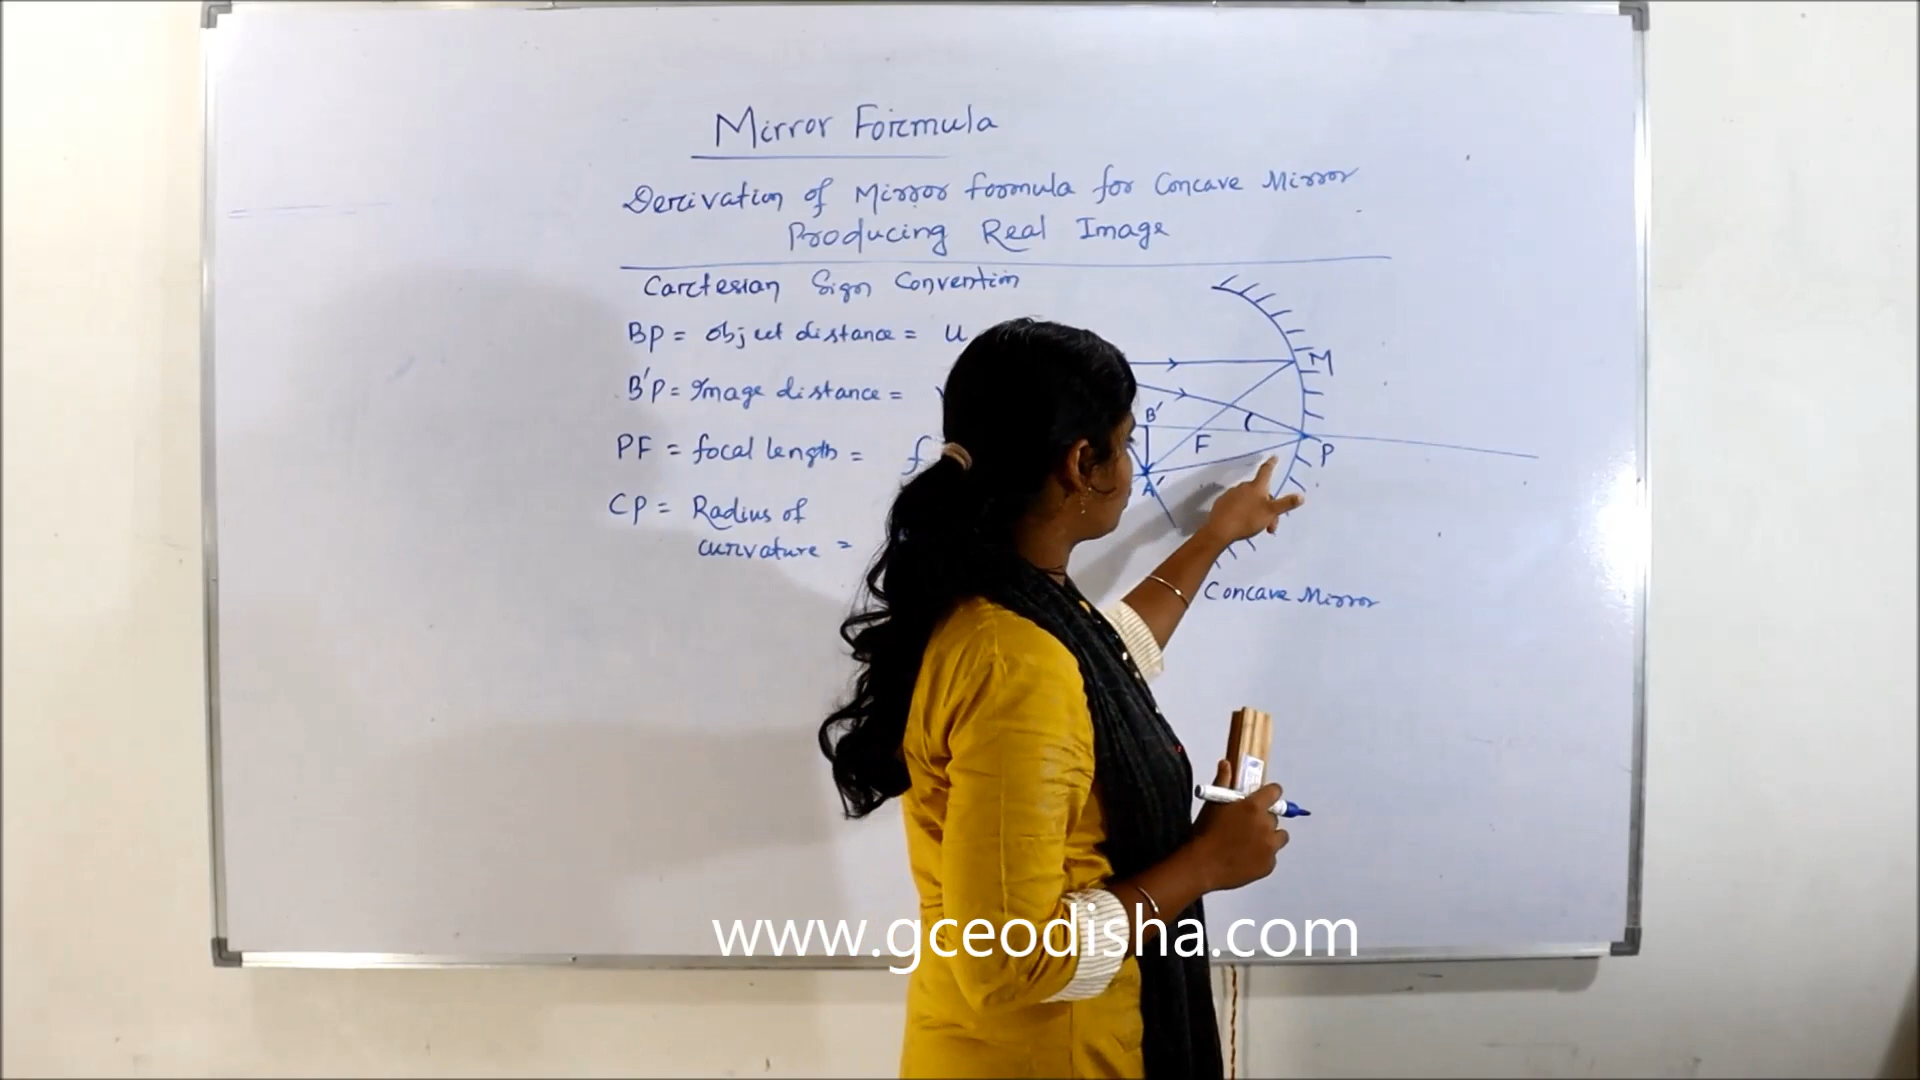 Mirror Formula
Derivation of Mirror formula for Concave Mirror
Producing Real Image
Cartesian Sign Convention
BP = object distance = u
B'P = Image distance =
PF = focal length = f
CP = Radius of
curvature =
M
B'
F
P
A'
Concave Mirror
www.gceodisha.com